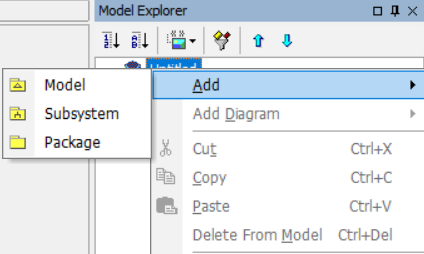 Model Explorer
Untitled
Model
Subsystem
Package
Add
Add Diagram
Cut Ctrl+X
Copy Ctrl+C
Paste Ctrl+V
Delete From Model Ctrl+Del